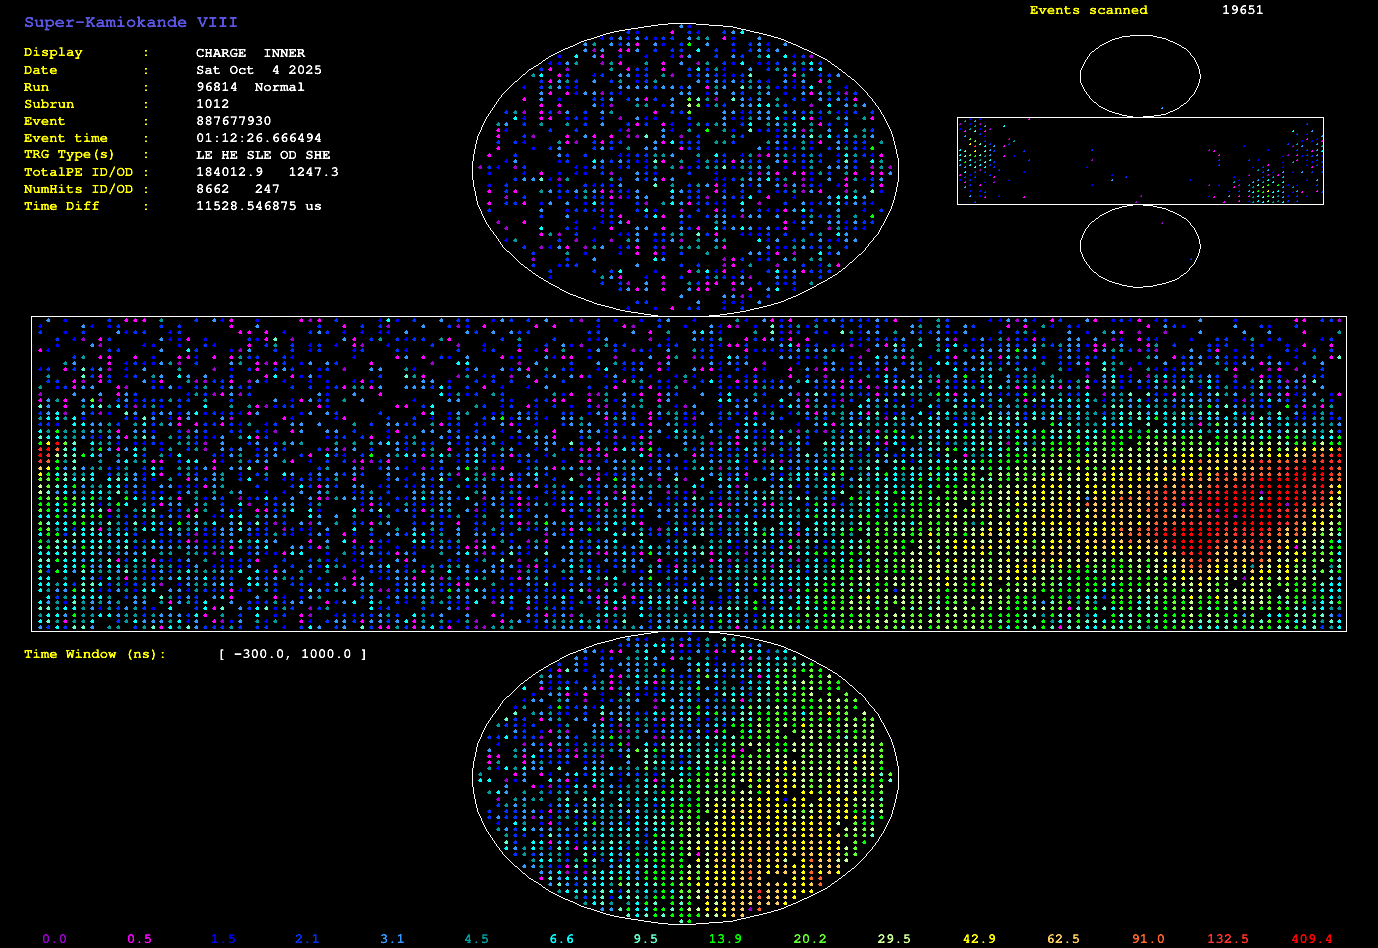 Super-Kamiokande VIII
Display : CHARGE INNER
Date : Sat Oct 4 2025
Run : 96814 Normal
Subrun : 1012
Event : 887677930
Event time : 01:12:26.666494
TRG Type(s) : LE HE SLE OD SHE
TotalPE ID/OD : 184012.9 1247.3
NumHits ID/OD : 8662 247
Time Diff : 11528.546875 us
Events scanned 19651
Time Window (ns): [ -300.0, 1000.0 ]
0.0 0.5 1.5 2.1 3.1 4.5 6.6 9.5 13.9 20.2 29.5 42.9 62.5 91.0 132.5 409.4